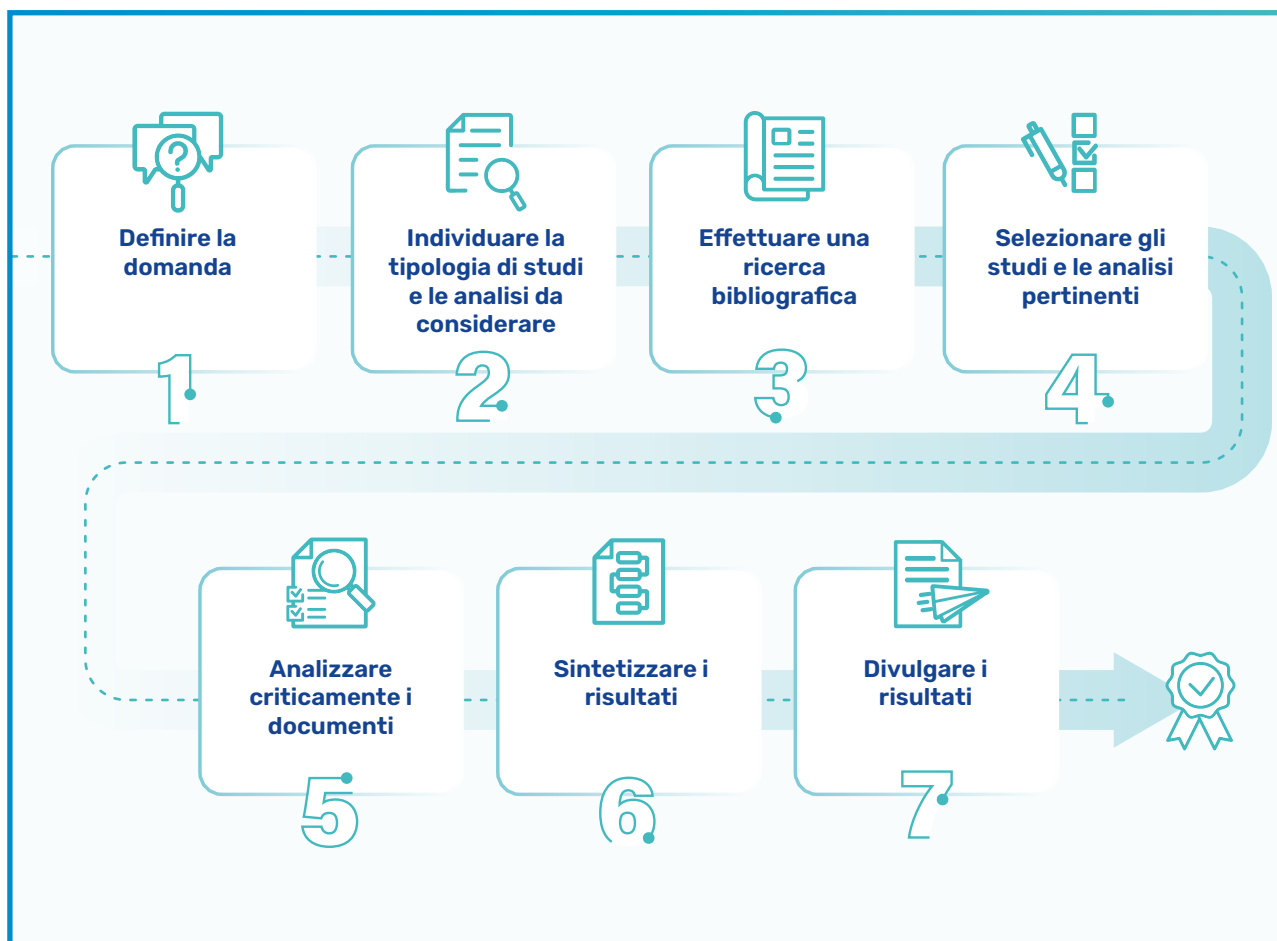 Definire la
domanda
1
Individuare la
tipologia di studi
e le analisi da
considerare
2
Effettuare una
ricerca
bibliografica
3
Selezionare gli
studi e le analisi
pertinenti
4
Analizzare
criticamente i
documenti
5
Sintetizzare i
risultati
6
Divulgare i
risultati
7